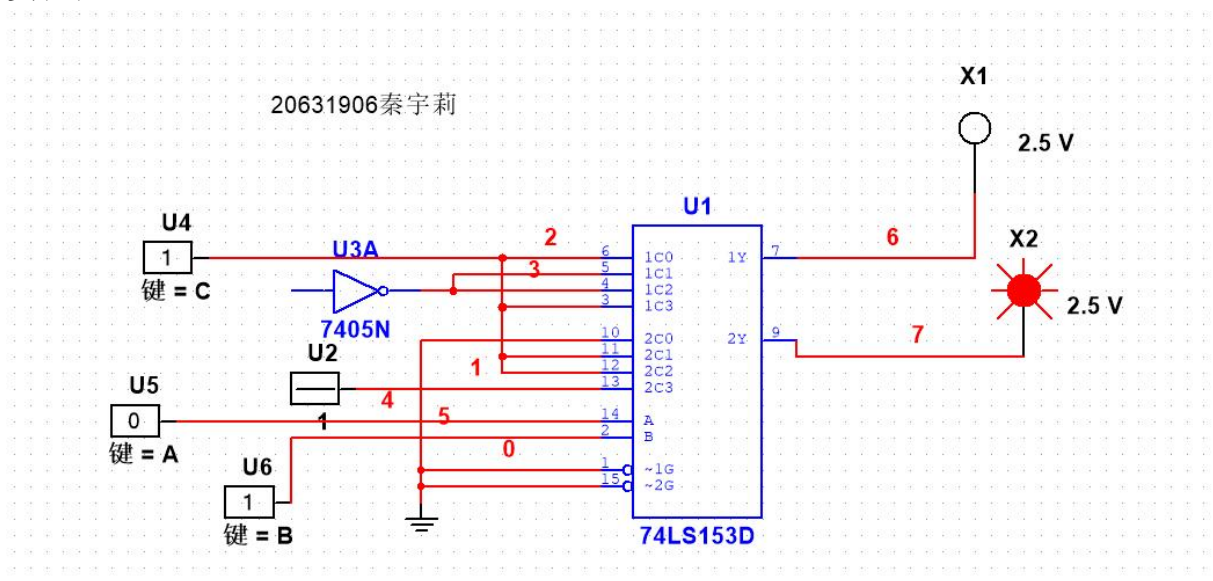 20631906秦宇莉
X1
2.5 V
U4
1
键 = C
U3A
7405N
2
3
U1
6
1C0
5
1C1
4
1C2
3
1C3
10
2C0
11
2C1
12
2C2
13
2C3
14
A
2
B
1
~1G
15
~2G
1Y
7
2Y
9
74LS153D
6
X2
2.5 V
7
U2
1
1
4
U5
0
键 = A
5
U6
1
键 = B
0